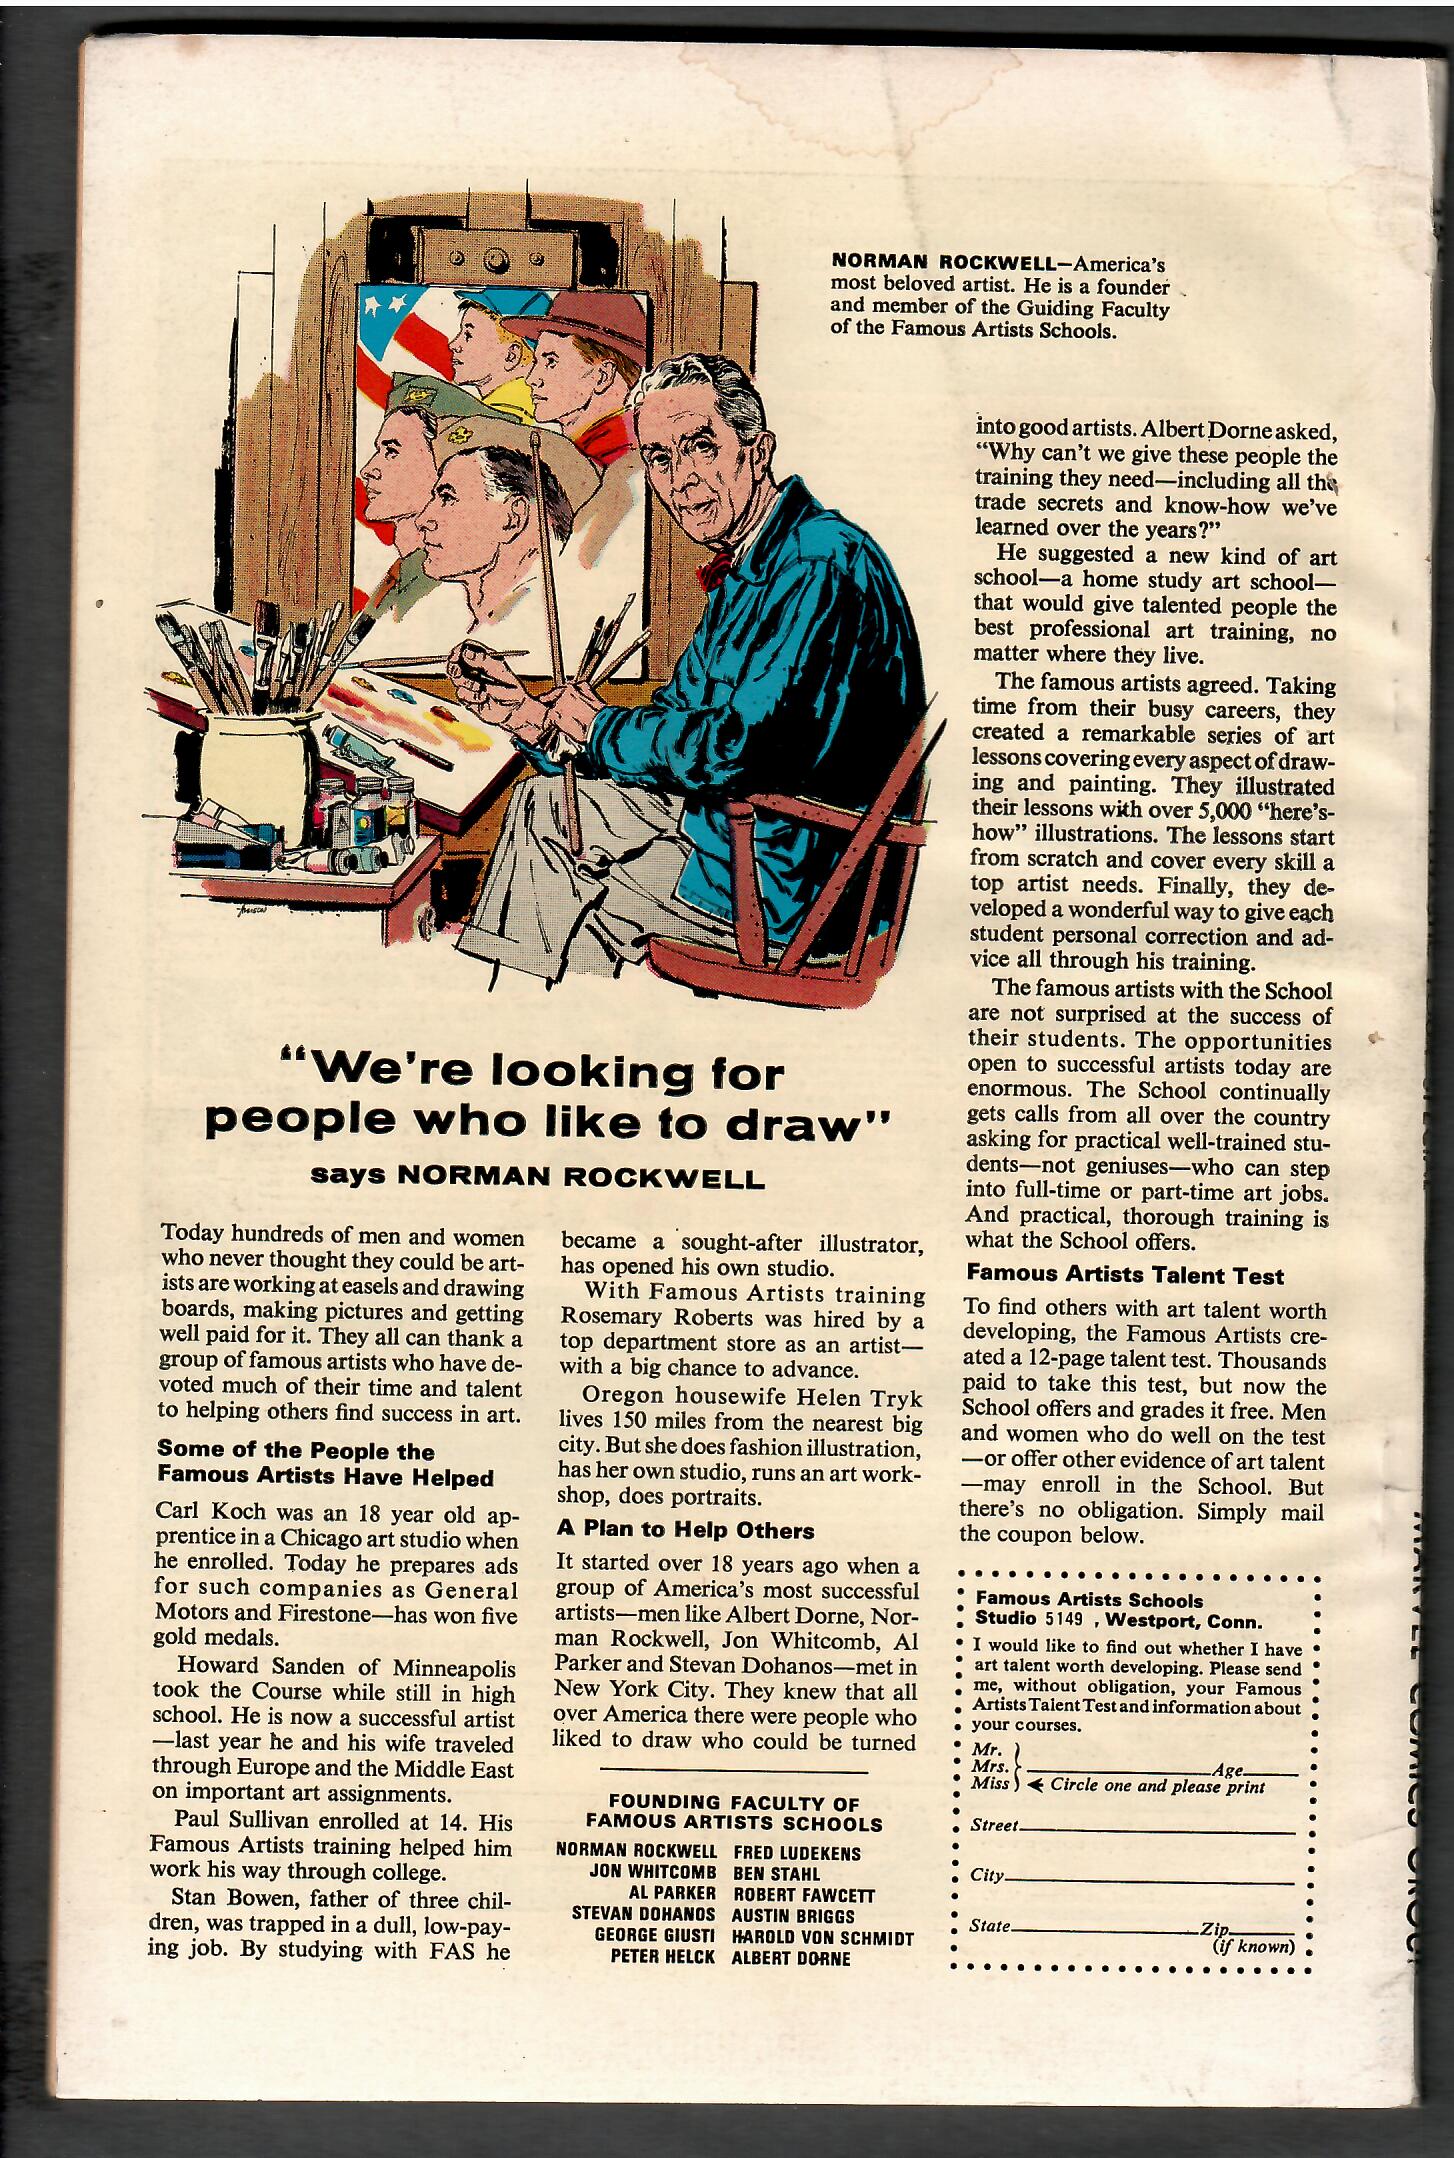 NORMAN ROCKWELL—America's
most beloved artist. He is a founder
and member of the Guiding Faculty
of the Famous Artists Schools.
“We're looking for
people who like to draw”
says NORMAN ROCKWELL
Today hundreds of men and women
who never thought they could be art-
ists are working at easels and drawing
boards, making pictures and getting
well paid for it. They all can thank a
group of famous artists who have de-
voted much of their time and talent
to helping others find success in art.
Some of the People the
Famous Artists Have Helped
Carl Koch was an 18 year old ap-
prentice in a Chicago art studio when
he enrolled. Today he prepares ads
for such companies as General
Motors and Firestone—has won five
gold medals.
Howard Sanden of Minneapolis
took the Course while still in high
school. He is now a successful artist
—last year he and his wife traveled
through Europe and the Middle East
on important art assignments.
Paul Sullivan enrolled at 14. His
Famous Artists training helped him
work his way through college.
Stan Bowen, father of three chil-
dren, was trapped in a dull, low-pay-
ing job. By studying with FAS he
became a sought-after illustrator,
has opened his own studio.
With Famous Artists training
Rosemary Roberts was hired by a
top department store as an artist—
with a big chance to advance.
Oregon housewife Helen Tryk
lives 150 miles from the nearest big
city. But she does fashion illustration,
has her own studio, runs an art work-
shop, does portraits.
A Plan to Help Others
It started over 18 years ago when a
group of America's most successful
artists—men like Albert Dorne, Nor-
man Rockwell, Jon Whitcomb, Al
Parker and Stevan Dohanos—met in
New York City. They knew that all
over America there were people who
liked to draw who could be turned
into good artists. Albert Dorne asked,
“Why can't we give these people the
training they need—including all the
trade secrets and know-how we've
learned over the years?”
He suggested a new kind of art
school—a home study art school—
that would give talented people the
best professional art training, no
matter where they live.
The famous artists agreed. Taking
time from their busy careers, they
created a remarkable series of art
lessons covering every aspect of draw-
ing and painting. They illustrated
their lessons with over 5,000 “here's-
how” illustrations. The lessons start
from scratch and cover every skill a
top artist needs. Finally, they de-
veloped a wonderful way to give each
student personal correction and ad-
vice all through his training.
The famous artists with the School
are not surprised at the success of
their students. The opportunities
open to successful artists today are
enormous. The School continually
gets calls from all over the country
asking for practical well-trained stu-
dents—not geniuses—who can step
into full-time or part-time art jobs.
And practical, thorough training is
what the School offers.
Famous Artists Talent Test
To find others with art talent worth
developing, the Famous Artists cre-
ated a 12-page talent test. Thousands
paid to take this test, but now the
School offers and grades it free. Men
and women who do well on the test
—or offer other evidence of art talent
—may enroll in the School. But
there's no obligation. Simply mail
the coupon below.
FOUNDING FACULTY OF
FAMOUS ARTISTS SCHOOLS
NORMAN ROCKWELL FRED LUDEKENS
JON WHITCOMB BEN STAHL
AL PARKER ROBERT FAWCETT
STEVAN DOHANOS AUSTIN BRIGGS
GEORGE GIUSTI HAROLD VON SCHMIDT
PETER HELCK ALBERT DORNE
Famous Artists Schools
Studio 5149 , Westport, Conn.
I would like to find out whether I have
art talent worth developing. Please send
me, without obligation, your Famous
Artists Talent Test and information about
your courses.
Mr.
Mrs. Age
Miss Circle one and please print
Street
City
State Zip
(if known)